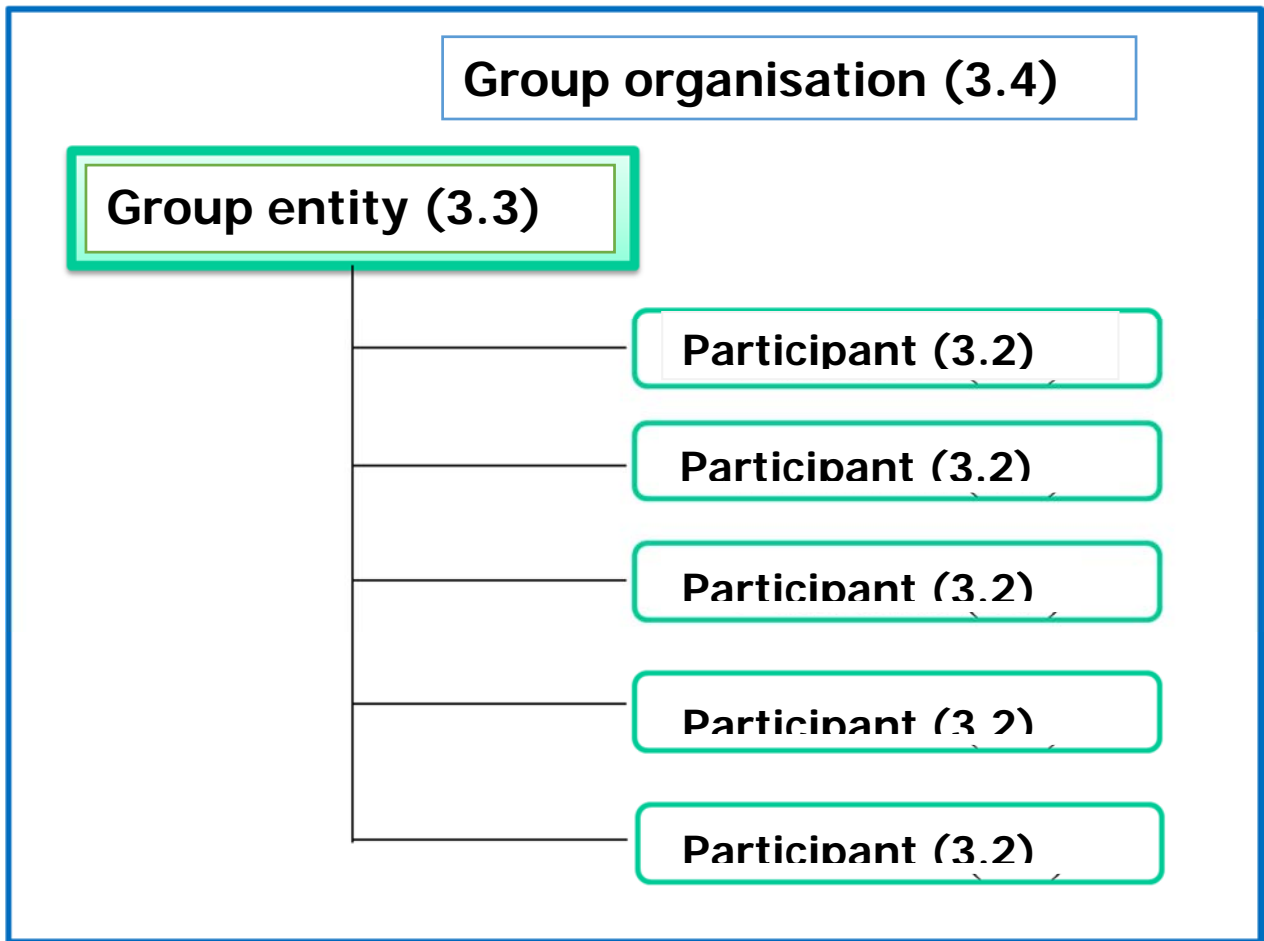 Group organisation (3.4)
Group entity (3.3)
Participant (3.2)
Participant (3.2)
Participant (3.2)
Participant (3.2)
Participant (3.2)